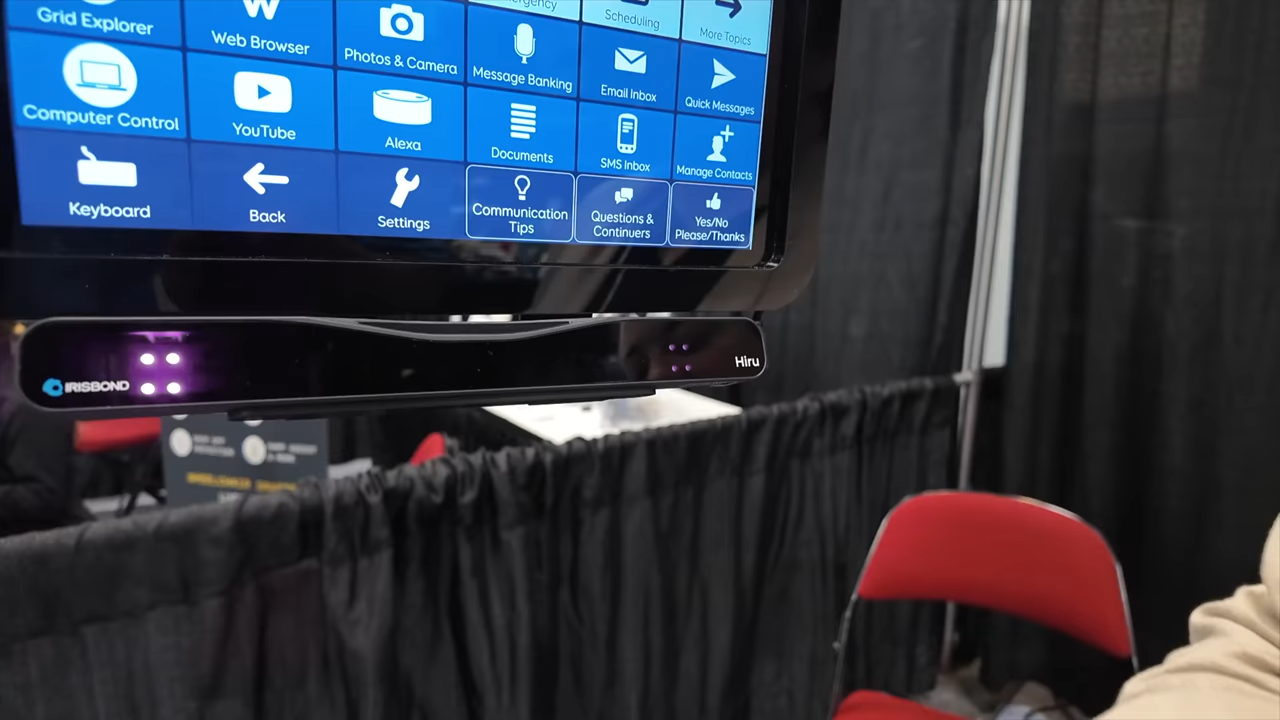 Scheduling
More Topics
Grid Explorer
Web Browser
Photos & Camera
Message Banking
Email Inbox
Quick Messages
Computer Control
YouTube
Alexa
Documents
SMS Inbox
Manage Contacts
Keyboard
Back
Settings
Communication
Tips
Questions &
Continuers
Yes/No
Please/Thanks
IRISBOND
Hiru